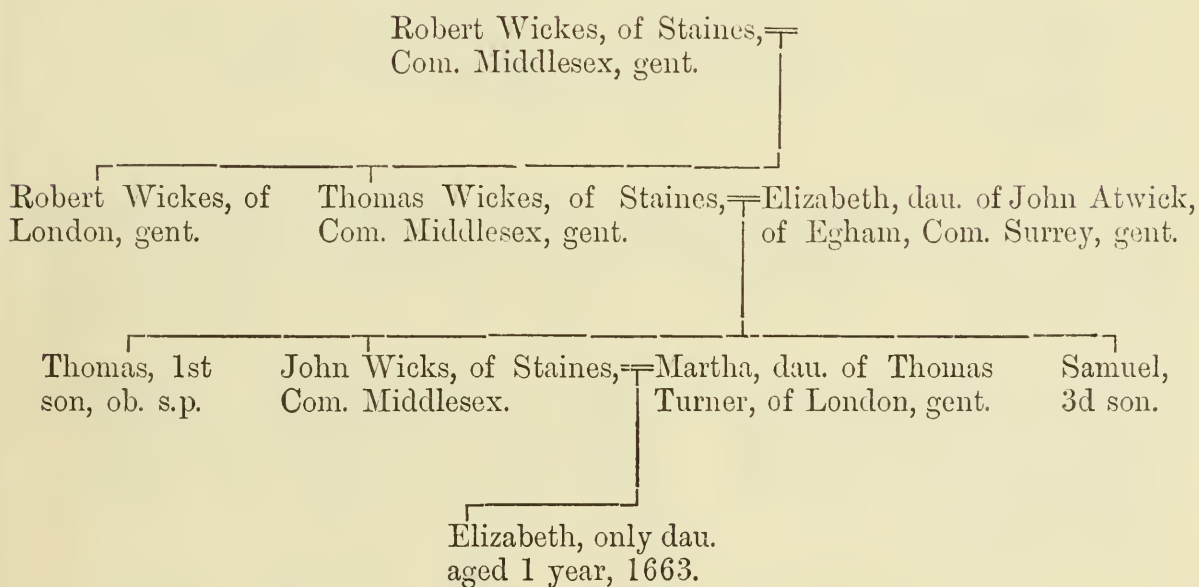 Robert Wickes, of Staines,
Com. Middlesex, gent.
Robert Wickes, of
London, gent.
Thomas Wickes, of Staines,
Com. Middlesex, gent.
Elizabeth, dau. of John Atwick,
of Egham, Com. Surrey, gent.
Thomas, 1st
son, ob. s.p.
John Wicks, of Staines,
Com. Middlesex.
Martha, dau. of Thomas
Turner, of London, gent.
Samuel,
3d son.
Elizabeth, only dau.
aged 1 year, 1663.